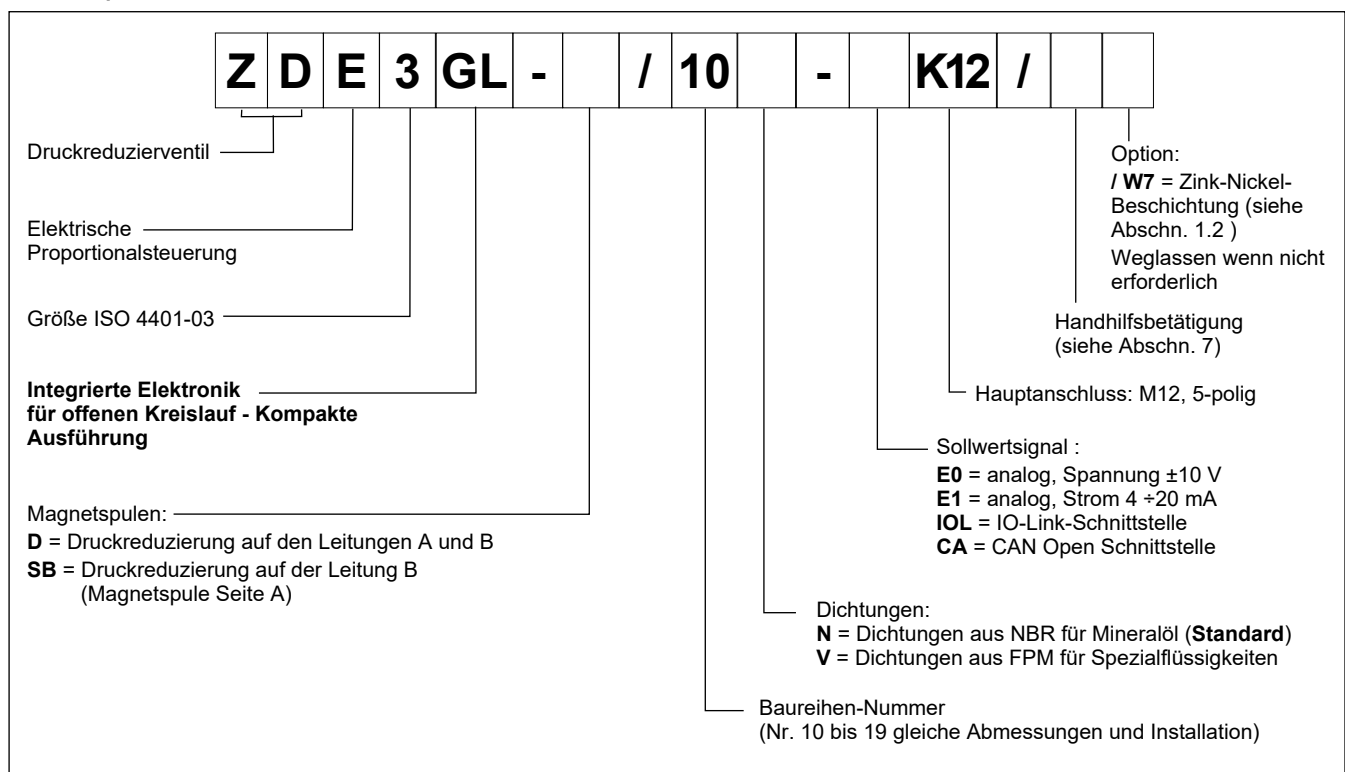 Z D E 3 GL - / 10 - K12 /
Druckreduzierventil
Elektrische
Proportionalsteuerung
Größe ISO 4401-03
Integrierte Elektronik
für offenen Kreislauf - Kompakte
Ausführung
Magnetspulen:
D = Druckreduzierung auf den Leitungen A und B
SB = Druckreduzierung auf der Leitung B
(Magnetspule Seite A)
Option:
/ W7 = Zink-Nickel-
Beschichtung (siehe
Abschn. 1.2 )
Weglassen wenn nicht
erforderlich
Handhilfsbetätigung
(siehe Abschn. 7)
Hauptanschluss: M12, 5-polig
Sollwertsignal :
E0 = analog, Spannung ±10 V
E1 = analog, Strom 4 ÷20 mA
IOL = IO-Link-Schnittstelle
CA = CAN Open Schnittstelle
Dichtungen:
N = Dichtungen aus NBR für Mineralöl (Standard)
V = Dichtungen aus FPM für Spezialflüssigkeiten
Baureihen-Nummer
(Nr. 10 bis 19 gleiche Abmessungen und Installation)